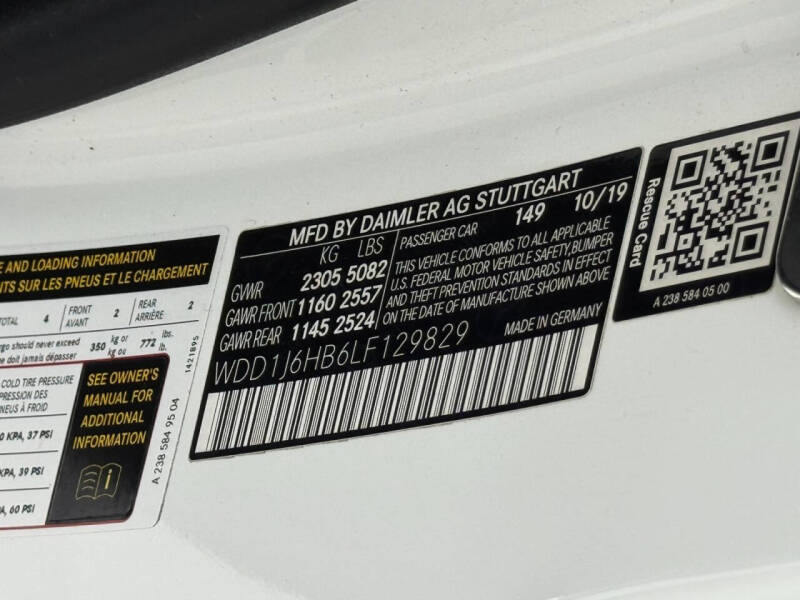 E AND LOADING INFORMATION
NTS SUR LES PNEUS ET LE CHARGEMENT
TOTAL 4 FRONT AVANT 2 REAR ARRIÈRE 2
rgo should never exceed
doit jamais dépasser 350 kg or kg ou 772 lbs. lb.
COLD TIRE PRESSURE
PRESSION DES
PNEUS À FROID
0 KPA, 37 PSI
KPA, 39 PSI
KPA, 60 PSI
SEE OWNER'S
MANUAL FOR
ADDITIONAL
INFORMATION
1421895
A 238 584 95 04
MFD BY DAIMLER AG STUTTGART
KG LBS
GVWR 2305 5082
GAWR FRONT 1160 2557
GAWR REAR 1145 2524
PASSENGER CAR 149 10/19
THIS VEHICLE CONFORMS TO ALL APPLICABLE
U.S. FEDERAL MOTOR VEHICLE SAFETY, BUMPER
AND THEFT PREVENTION STANDARDS IN EFFECT
ON THE DATE OF MANUFACTURE SHOWN ABOVE
WDD1J6HB6LF129829
MADE IN GERMANY
Rescue Card
A 238 584 05 00